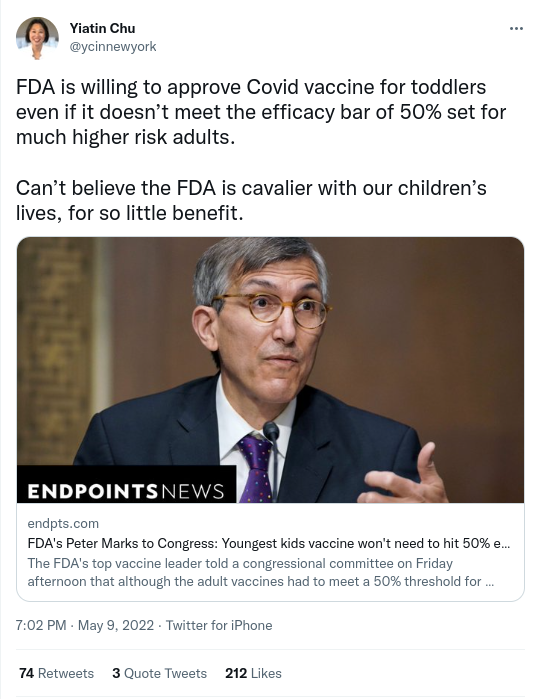 Yiatin Chu
@ycinnewyork
FDA is willing to approve Covid vaccine for toddlers
even if it doesn’t meet the efficacy bar of 50% set for
much higher risk adults.
Can’t believe the FDA is cavalier with our children’s
lives, for so little benefit.
ENDPOINTS NEWS
endpts.com
FDA's Peter Marks to Congress: Youngest kids vaccine won't need to hit 50% e...
The FDA's top vaccine leader told a congressional committee on Friday
afternoon that although the adult vaccines had to meet a 50% threshold for ...
7:02 PM · May 9, 2022 · Twitter for iPhone
74 Retweets 3 Quote Tweets 212 Likes